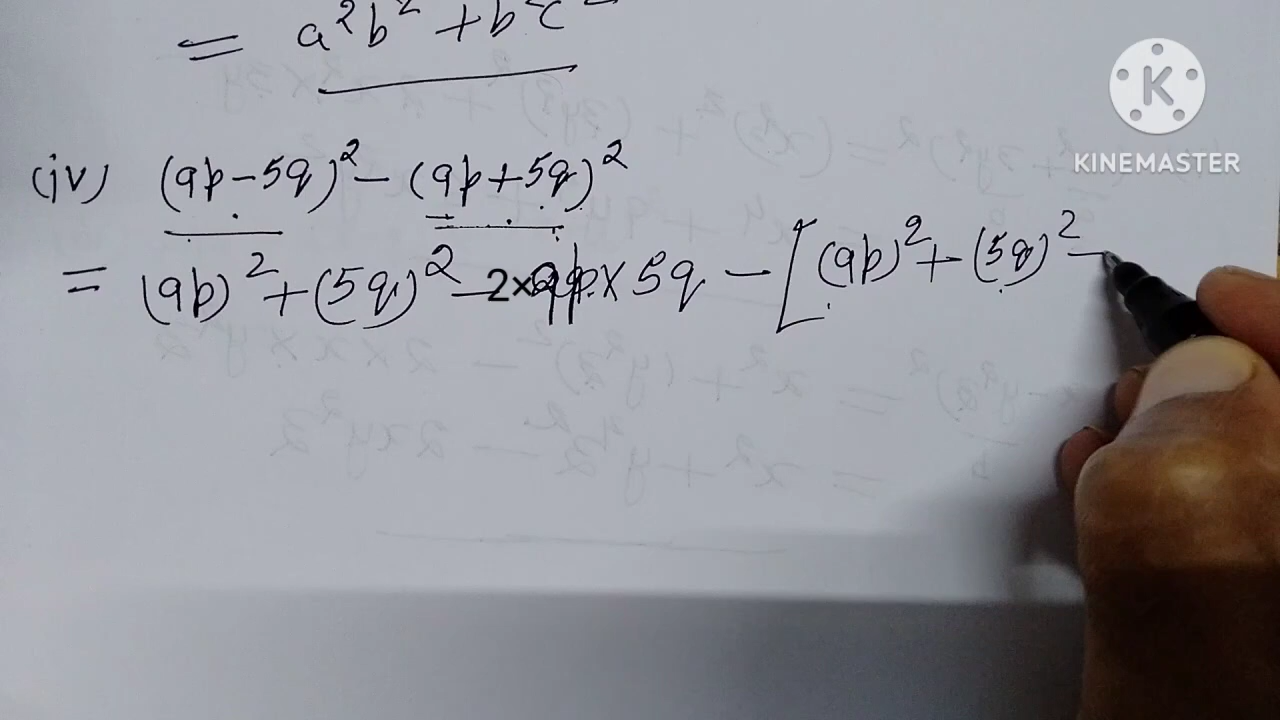 = a²b² + b²c²
K
KINEMASTER
(iv) (9p-5q)² - (9p+5q)²
= (9p)² + (5q)² - 2×9p×5q - [(9p)² + (5q)² -